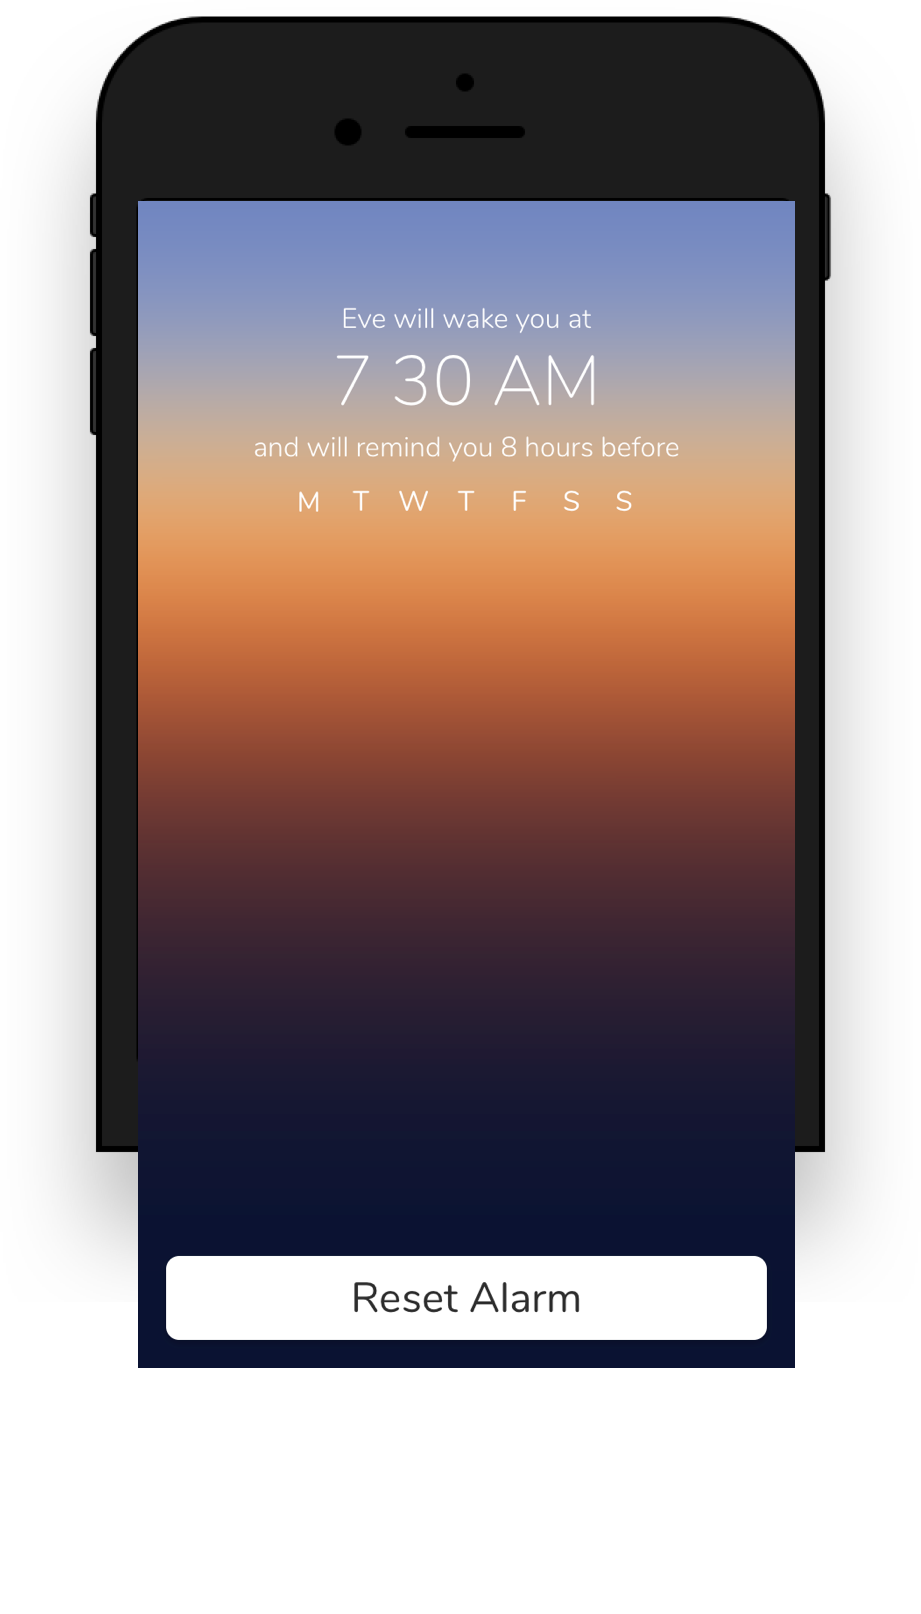 Eve will wake you at
7 30 AM
and will remind you 8 hours before
M T W T F S S
Reset Alarm